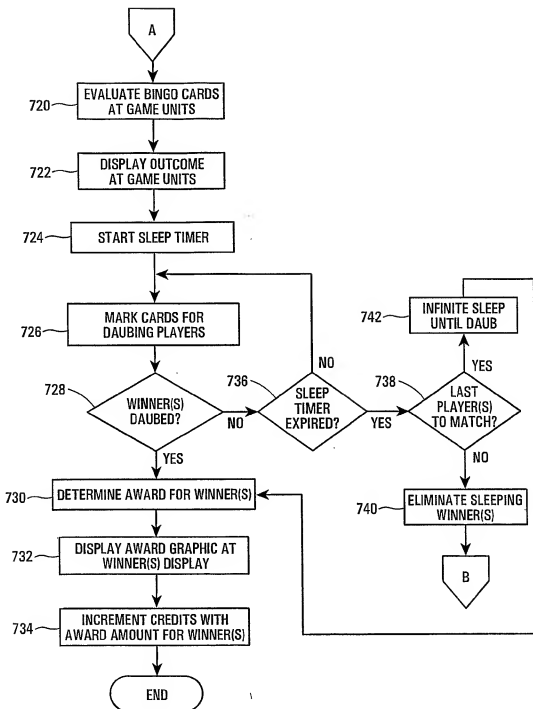 A
720
EVALUATE BINGO CARDS
AT GAME UNITS
722
DISPLAY OUTCOME
AT GAME UNITS
724
START SLEEP TIMER
726
MARK CARDS FOR
DAUBING PLAYERS
728
WINNER(S)
DAUBED?
NO
YES
736
SLEEP
TIMER
EXPIRED?
NO
YES
738
LAST
PLAYER(S)
TO MATCH?
YES
NO
742
INFINITE SLEEP
UNTIL DAUB
740
ELIMINATE SLEEPING
WINNER(S)
B
730
DETERMINE AWARD FOR WINNER(S)
732
DISPLAY AWARD GRAPHIC AT
WINNER(S) DISPLAY
734
INCREMENT CREDITS WITH
AWARD AMOUNT FOR WINNER(S)
END